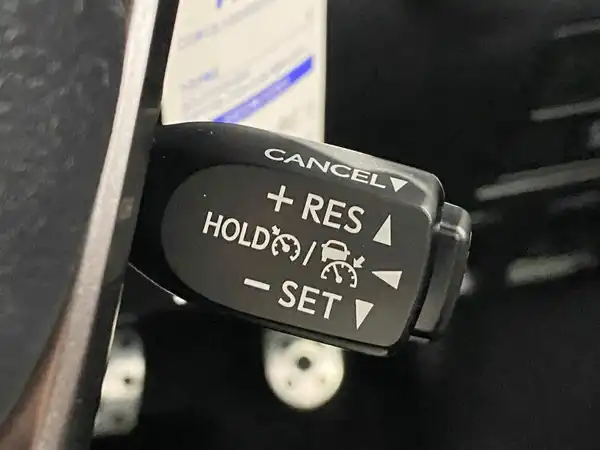 CANCEL▼
+ RES ▲
HOLD / ◀
− SET ▼